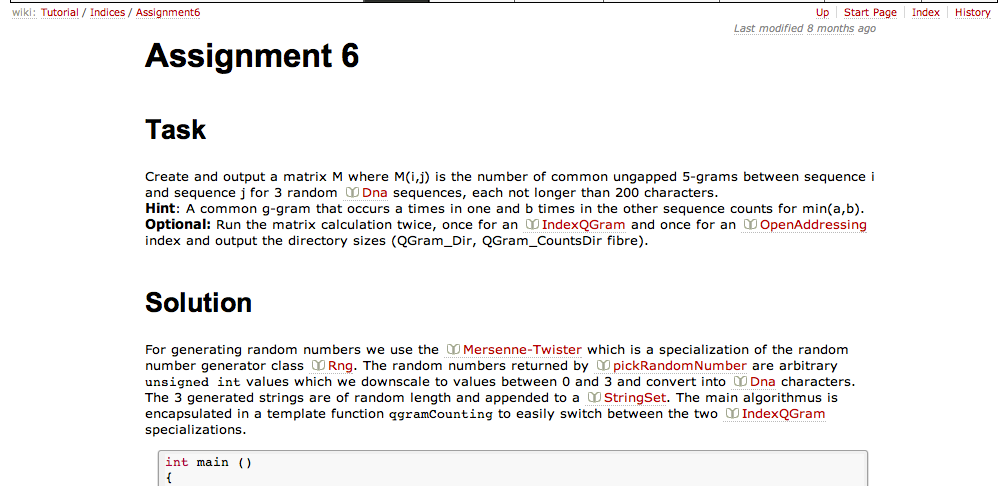 wiki: Tutorial / Indices / Assignment6
Up Start Page Index History
Last modified 8 months ago
Assignment 6
Task
Create and output a matrix M where M(i,j) is the number of common ungapped 5-grams between sequence i
and sequence j for 3 random Dna sequences, each not longer than 200 characters.
Hint: A common g-gram that occurs a times in one and b times in the other sequence counts for min(a,b).
Optional: Run the matrix calculation twice, once for an IndexQGram and once for an OpenAddressing
index and output the directory sizes (QGram_Dir, QGram_CountsDir fibre).
Solution
For generating random numbers we use the Mersenne-Twister which is a specialization of the random
number generator class Rng. The random numbers returned by pickRandomNumber are arbitrary
unsigned int values which we downscale to values between 0 and 3 and convert into Dna characters.
The 3 generated strings are of random length and appended to a StringSet. The main algorithmus is
encapsulated in a template function qgramCounting to easily switch between the two IndexQGram
specializations.
int main ()
{